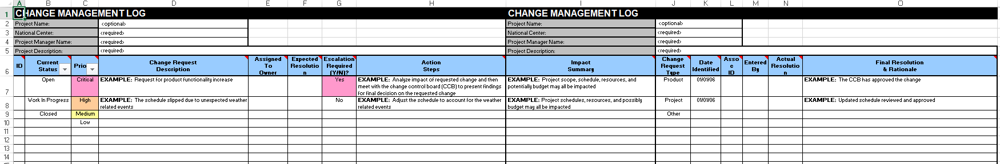 A B C D E F G H I J K L M N O
1 CHANGE MANAGEMENT LOG CHANGE MANAGEMENT LOG
2 Project Name: <optional> Project Name: <optional>
3 National Center: <required> National Center: <required>
4 Project Manager Name: <required> Project Manager Name: <required>
5 Project Description: <required> Project Description: <required>
6
ID
Current
Status
Prio
Change Request
Description
Assigned
To
Owner
Expected
Resolutio
n
Escalation
Required
(Y/N)?
Action
Steps
Impact
Summary
Change
Request
Type
Date
Identified
Asso
c
ID
Entered
By
Actual
Resolutio
n
Final Resolution
& Rationale
7
Open
Critical
EXAMPLE: Request for product functionality increase
Yes
EXAMPLE: Analyze impact of requested change and then
meet with the change control board (CCB) to present findings
for final decision on the requested change
EXAMPLE: Project scope, schedule, resources, and
potentially budget may all be impacted
Product
01/01/06
EXAMPLE: The CCB has approved the change
8
Work In Progress
High
EXAMPLE: The schedule slipped due to unexpected weather
related events
No
EXAMPLE: Adjust the schedule to account for the weather
related events
EXAMPLE: Project schedules, resources, and possibly
budget may all be impacted
Project
01/01/06
EXAMPLE: Updated schedule reviewed and approved
9 Closed Medium Other
10 Low
11
12
13
14